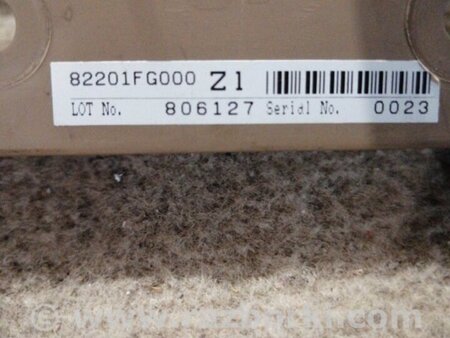 82201FG000 Z1
LOT No. 806127 Serial No. 0023